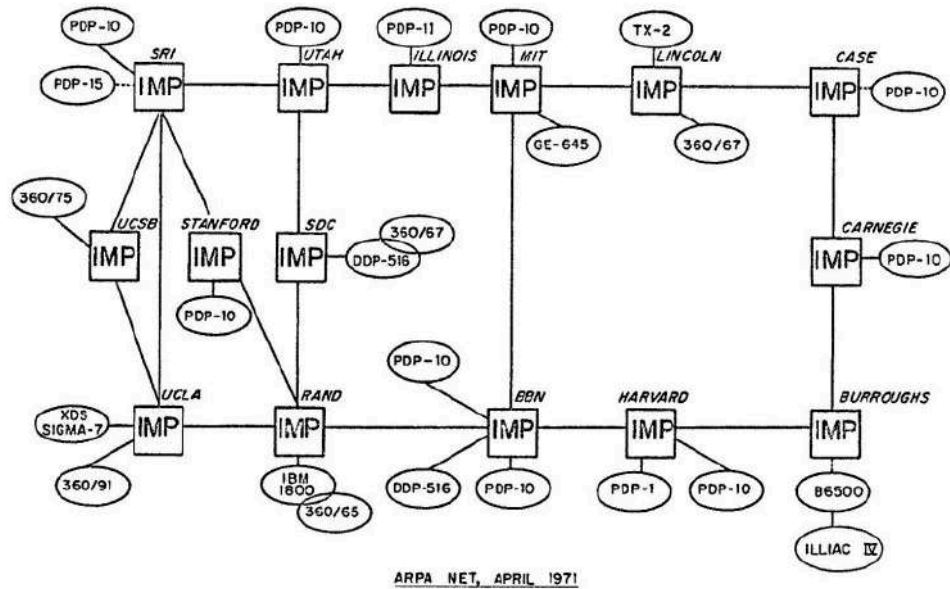 PDP-10
PDP-10
PDP-11
PDP-10
TX-2
SRI
UTAH
ILLINOIS
MIT
LINCOLN
CASE
PDP-15
IMP
IMP
IMP
IMP
IMP
IMP
PDP-10
GE-645
360/67
360/75
UCSB
STANFORD
SDC
360/67
CARNEGIE
IMP
IMP
IMP
DDP-516
IMP
PDP-10
PDP-10
PDP-10
UCLA
RAND
BBN
HARVARD
BURROUGHS
XDS
SIGMA-7
IMP
IMP
IMP
IMP
IMP
360/91
IBM
1800
360/65
DDP-516
PDP-10
PDP-1
PDP-10
B6500
ILLIAC IV
ARPA NET, APRIL 1971